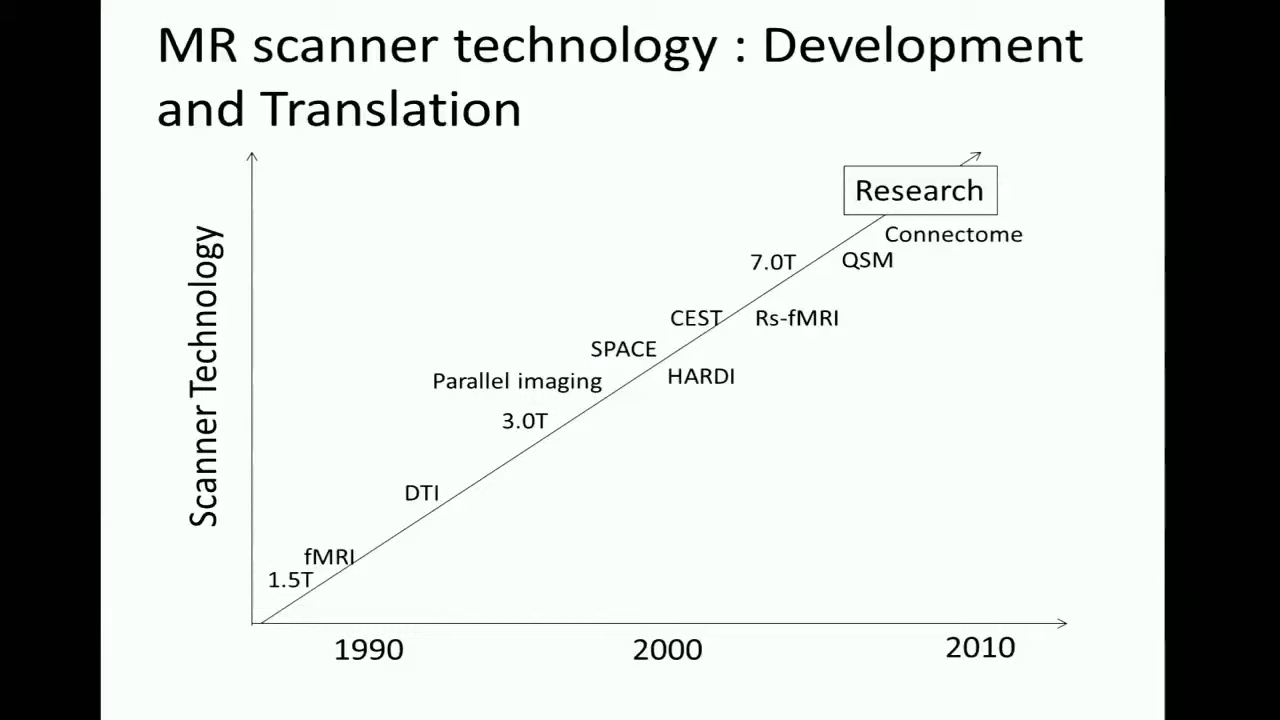 MR scanner technology : Development
and Translation
Research
Connectome
7.0T
QSM
CEST
Rs-fMRI
SPACE
HARDI
Parallel imaging
3.0T
DTI
fMRI
1.5T
Scanner Technology
1990
2000
2010